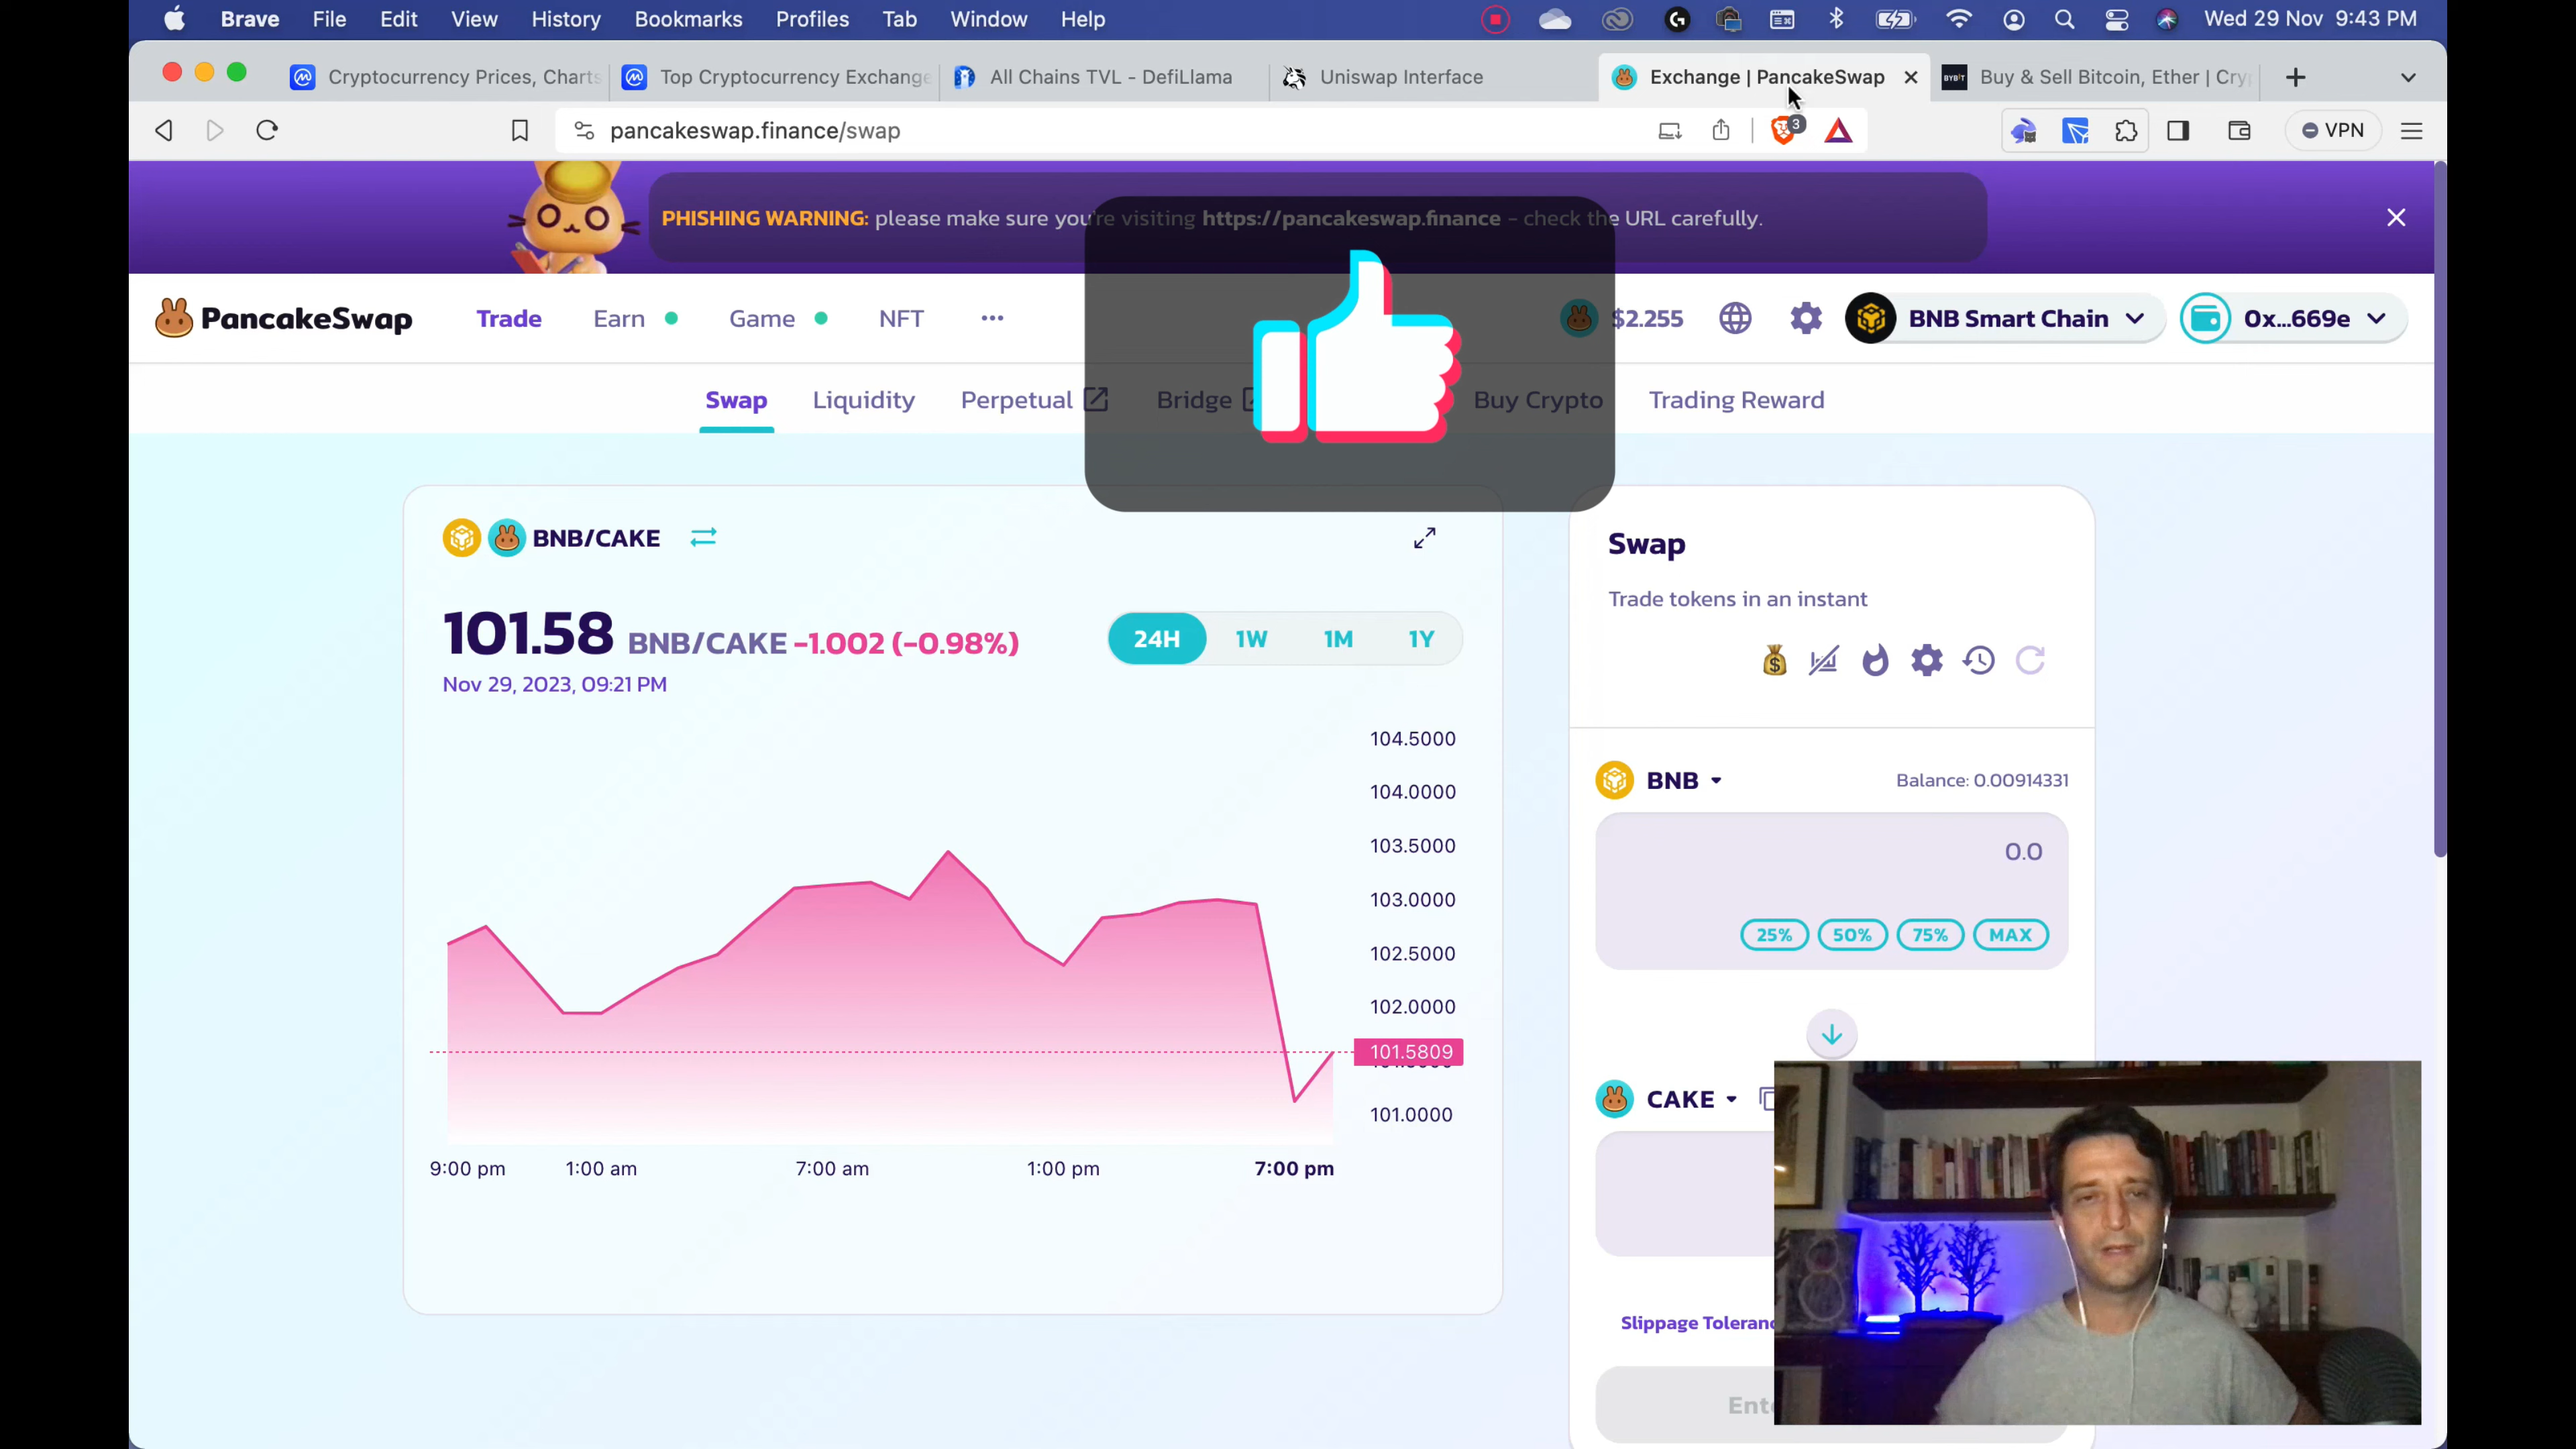 Brave File Edit View History Bookmarks Profiles Tab Window Help Wed 29 Nov 9:43 PM
Cryptocurrency Prices, Charts Top Cryptocurrency Exchange All Chains TVL - DefiLlama Uniswap Interface Exchange | PancakeSwap BYBIT Buy & Sell Bitcoin, Ether | Cry
pancakeswap.finance/swap 3 VPN
PHISHING WARNING: please make sure you're visiting https://pancakeswap.finance - check the URL carefully.
PancakeSwap Trade Earn Game NFT ... $2.255 BNB Smart Chain 0x...669e
Swap Liquidity Perpetual Bridge Buy Crypto Trading Reward
BNB/CAKE
101.58 BNB/CAKE -1.002 (-0.98%)
Nov 29, 2023, 09:21 PM
24H 1W 1M 1Y
104.5000
104.0000
103.5000
103.0000
102.5000
102.0000
101.5809
101.0000
9:00 pm 1:00 am 7:00 am 1:00 pm 7:00 pm
Swap
Trade tokens in an instant
BNB Balance: 0.00914331
0.0
25% 50% 75% MAX
CAKE
Slippage Toleran
Ent